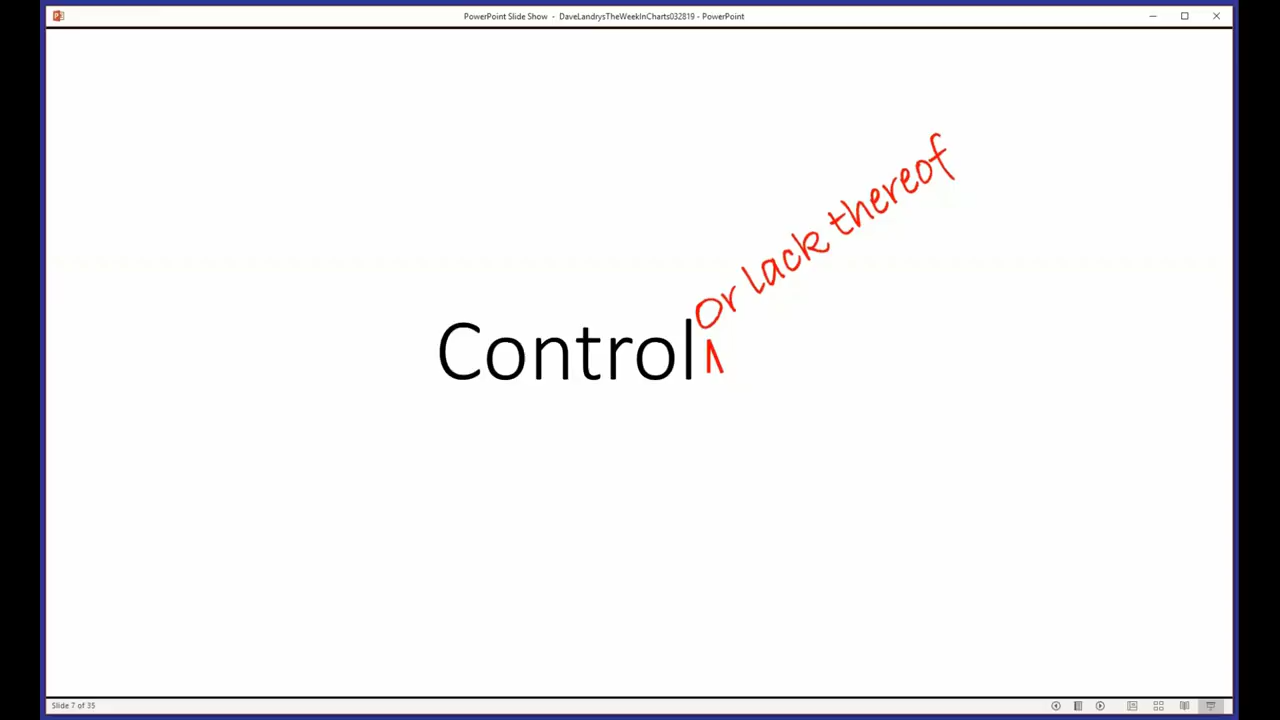 PowerPoint Slide Show - DaveLandrysTheWeekInCharts032819 - PowerPoint
Or lack thereof
Control
Slide 7 of 35